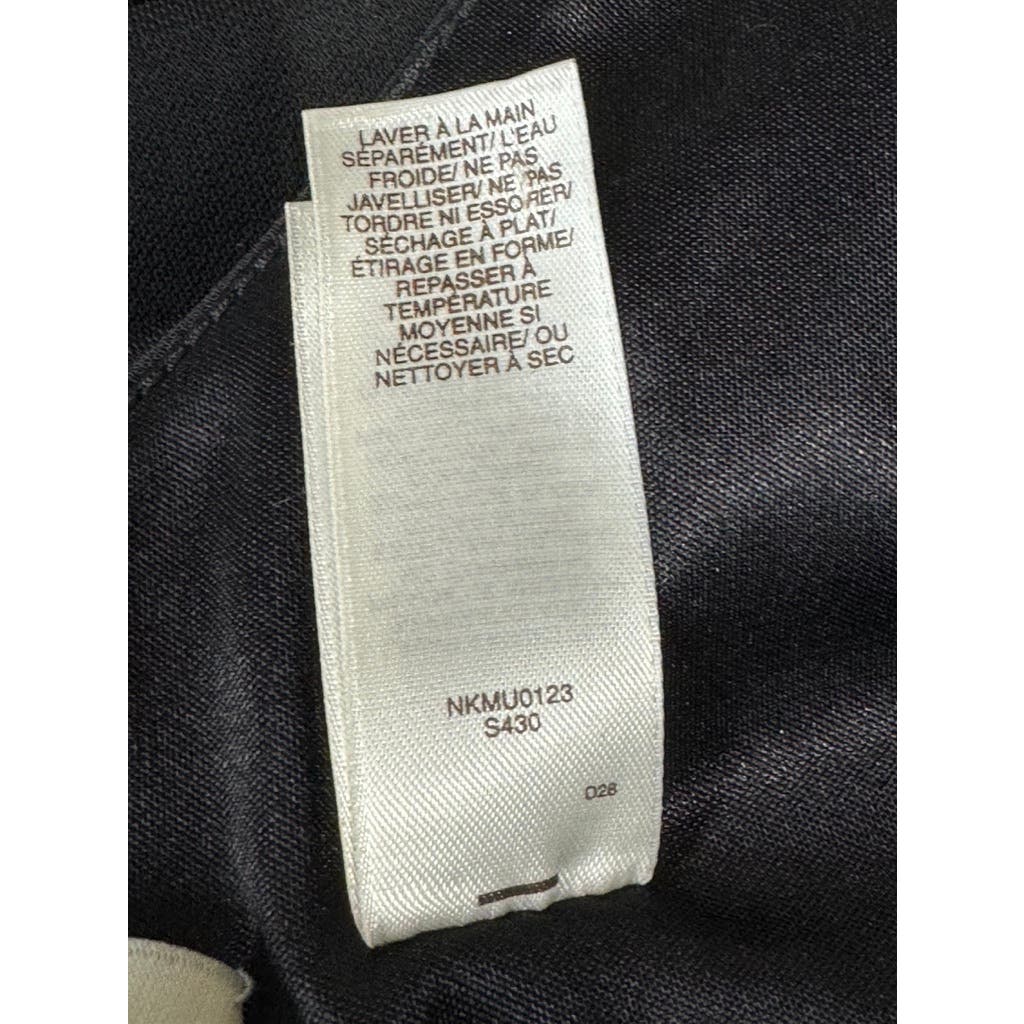 LAVER À LA MAIN
SÉPARÉMENT/ L'EAU
FROIDE/ NE PAS
JAVELLISER/ NE PAS
TORDRE NI ESSORER/
SÉCHAGE À PLAT/
ÉTIRAGE EN FORME/
REPASSER À
TEMPÉRATURE
MOYENNE SI
NÉCESSAIRE/ OU
NETTOYER À SEC
NKMU0123
S430
028